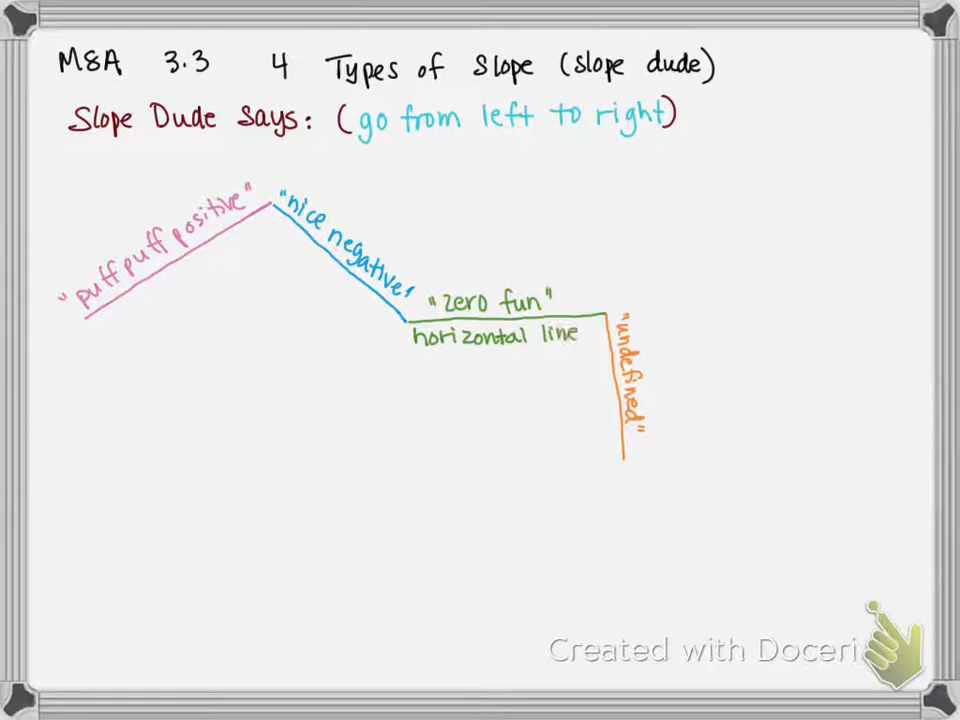 M8A 3.3 4 Types of Slope (slope dude)
Slope Dude Says: (go from left to right)
"puff puff positive"
"nice negative"
"zero fun"
horizontal line
"undefined"
Created with Doceri